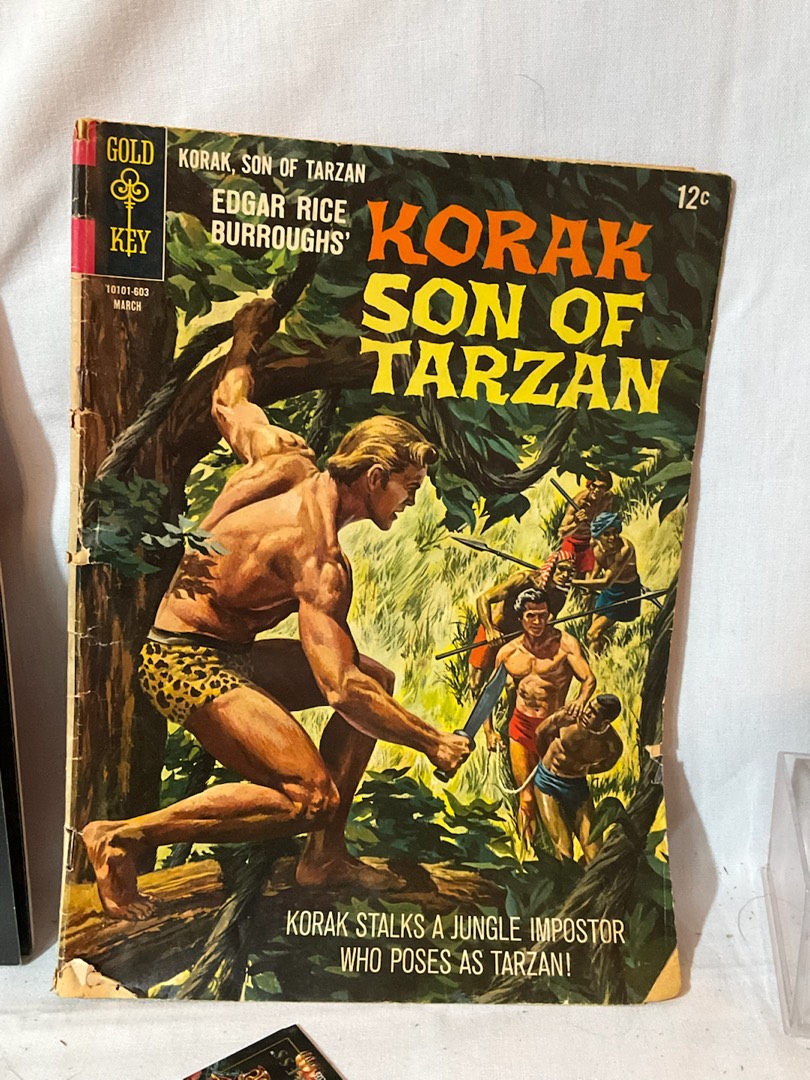 GOLD
KEY
10101-603
MARCH
KORAK, SON OF TARZAN
12c
EDGAR RICE
BURROUGHS'
KORAK
SON OF
TARZAN
KORAK STALKS A JUNGLE IMPOSTOR
WHO POSES AS TARZAN!